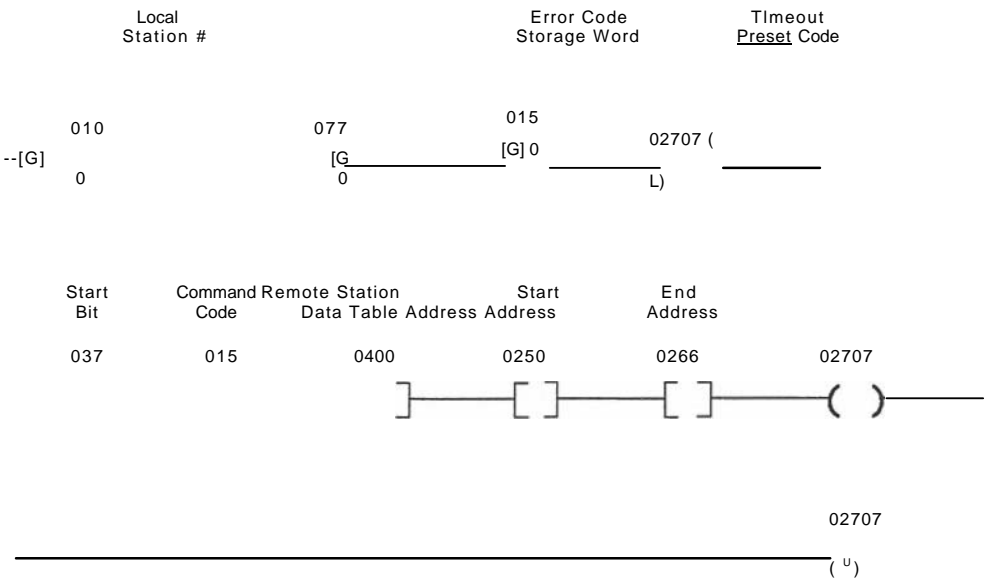 Local Error Code TImeout
Station # Storage Word Preset Code
010 077 015 02707 (
--[G] [G [G] 0
0 0 L)
Start Command Remote Station Start End
Bit Code Data Table Address Address Address
037 015 0400 0250 0266 02707
] [ ] [ ] ( )
02707
( U)